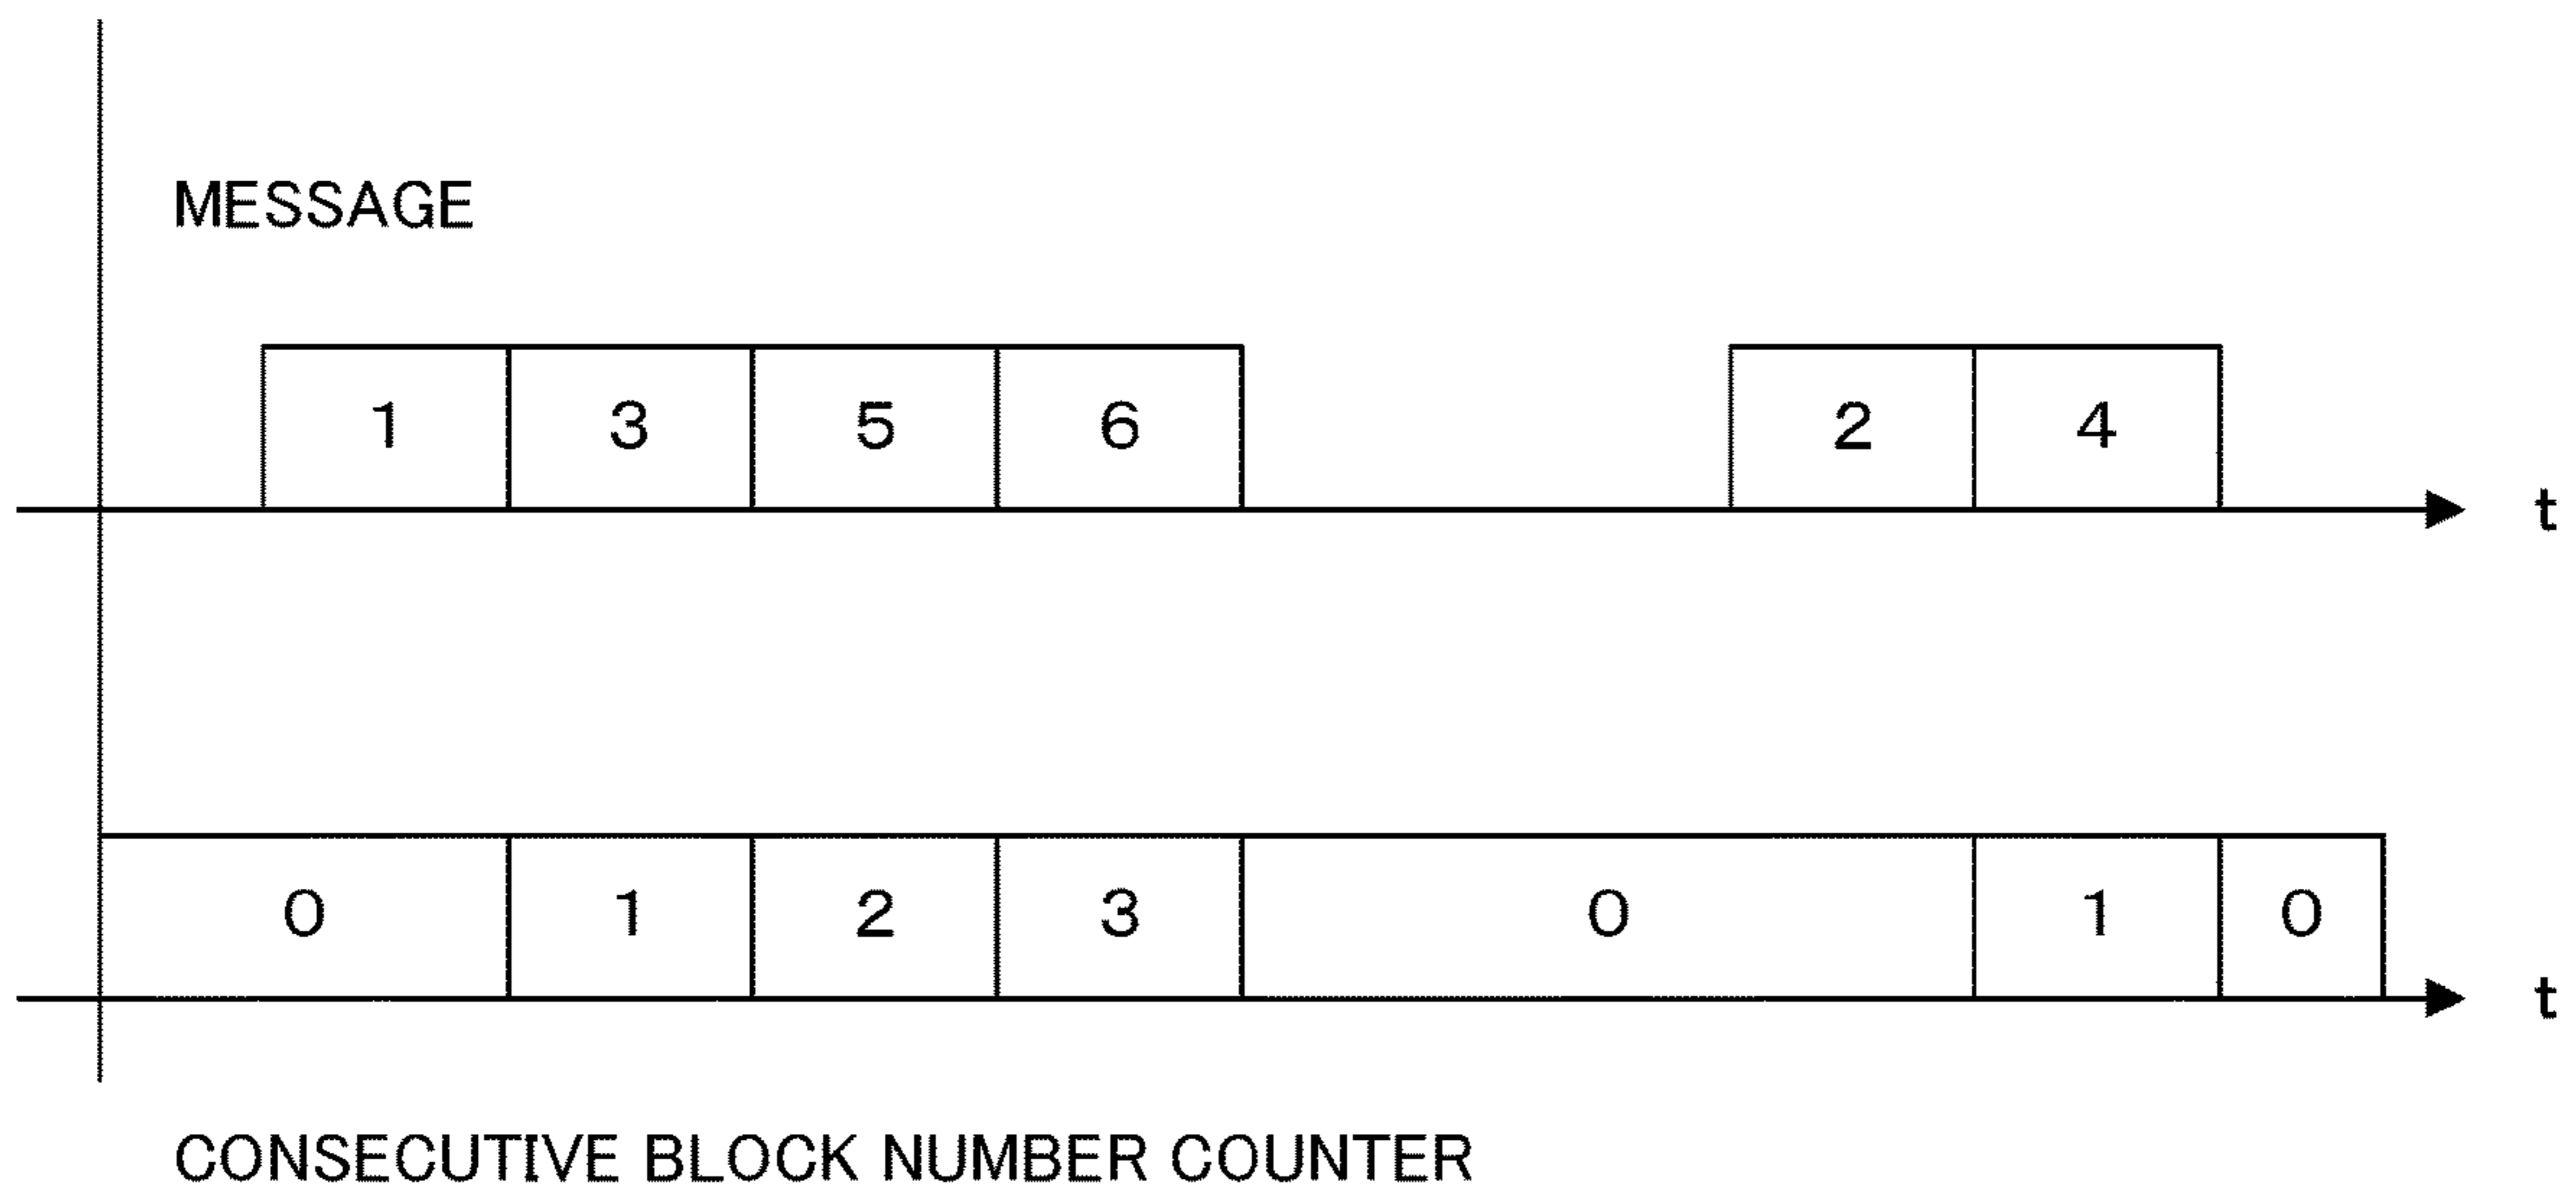 MESSAGE
1 3 5 6 2 4
t
0 1 2 3 0 1 0
t
CONSECUTIVE BLOCK NUMBER COUNTER